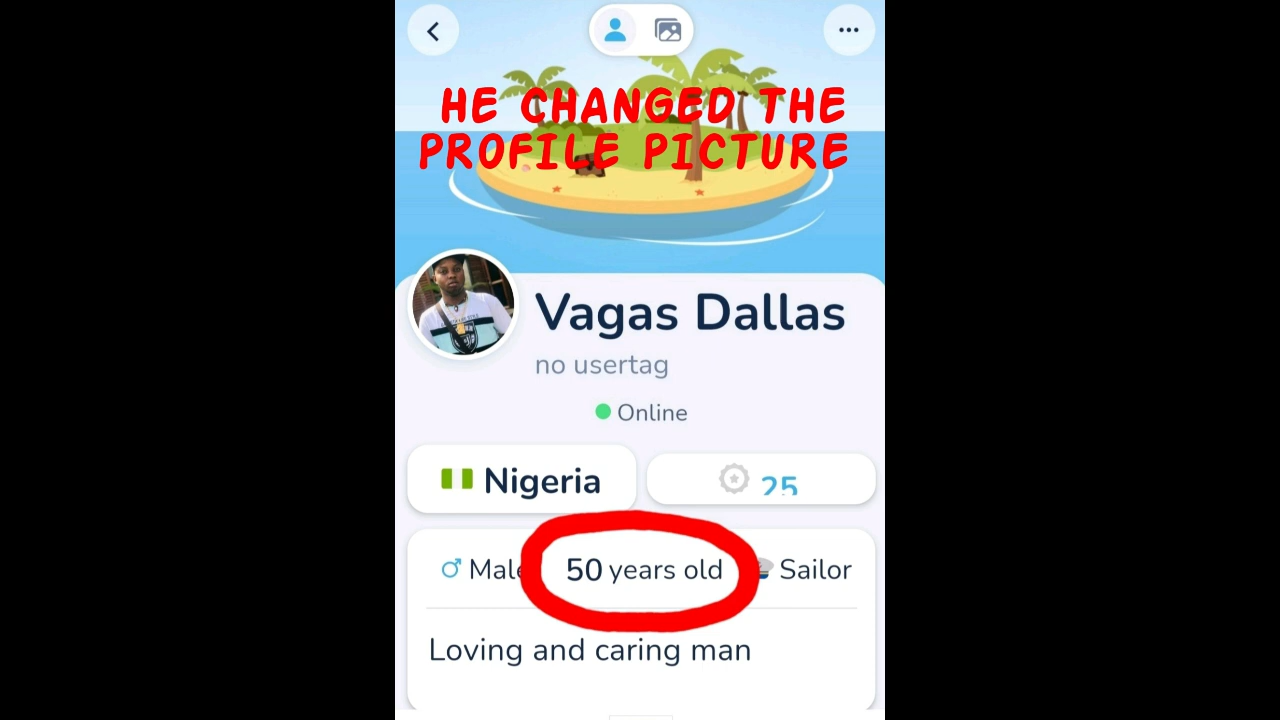 HE CHANGED THE
PROFILE PICTURE
Vagas Dallas
no usertag
Online
Nigeria
25
Male
50 years old
Sailor
Loving and caring man